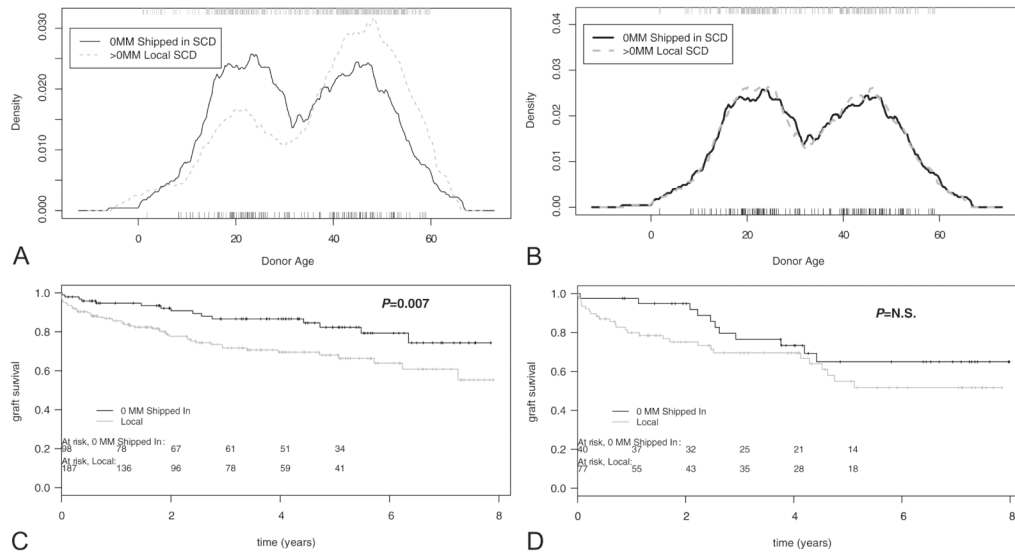 0.030
0.020
0.010
0.000
Density
0MM Shipped in SCD
>0MM Local SCD
0 20 40 60
Donor Age
A
0.04
0.03
0.02
0.01
0.00
Density
0MM Shipped in SCD
>0MM Local SCD
0 20 40 60
Donor Age
B
1.0
0.8
0.6
0.4
0.2
0.0
graft survival
P=0.007
0 MM Shipped In
Local
At risk, 0 MM Shipped In:
98 78 67 61 51 34
At risk, Local:
187 136 96 78 59 41
0 2 4 6 8
time (years)
C
1.0
0.8
0.6
0.4
0.2
0.0
graft survival
P=N.S.
0 MM Shipped In
Local
At risk, 0 MM Shipped In:
40 37 32 25 21 14
At risk, Local:
77 55 43 35 28 18
0 2 4 6 8
time (years)
D